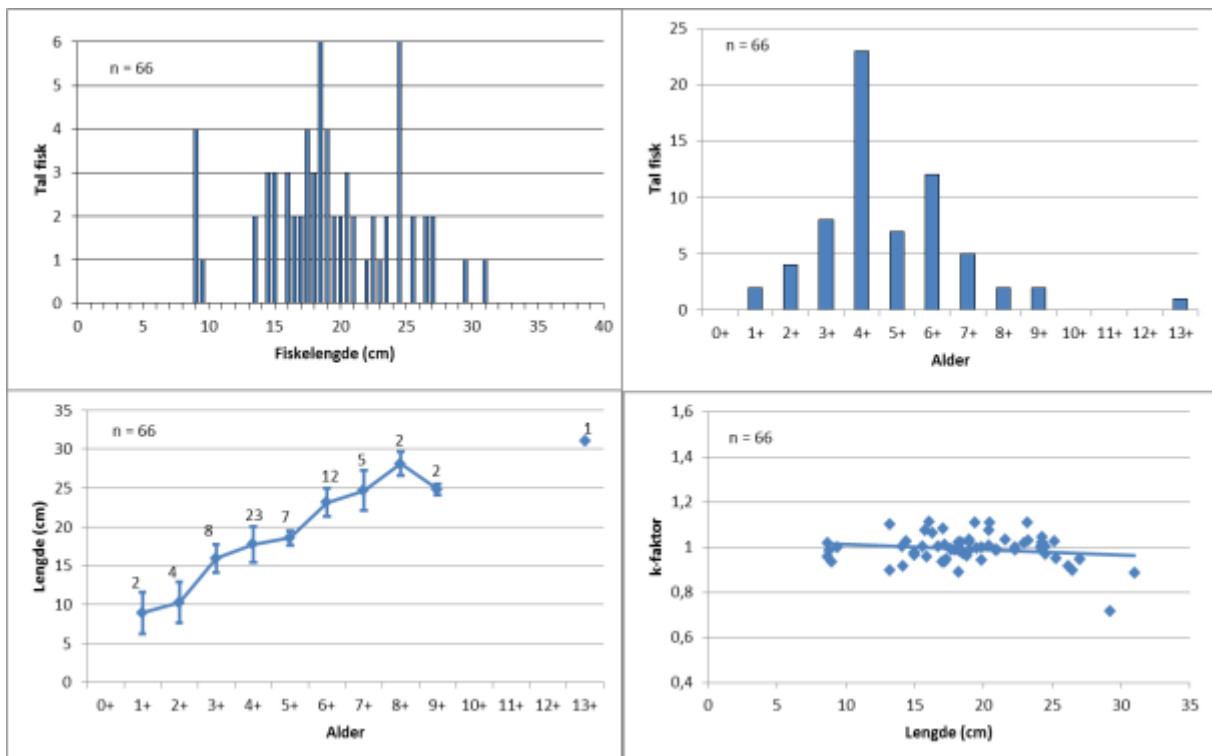 n = 66
6
5
4
3
2
1
0
Tal fisk
0 5 10 15 20 25 30 35 40
Fiskelengde (cm)
n = 66
25
20
15
10
5
0
Tal fisk
0+ 1+ 2+ 3+ 4+ 5+ 6+ 7+ 8+ 9+ 10+ 11+ 12+ 13+
Alder
n = 66
35
30
25
20
15
10
5
0
Lengde (cm)
2 4 8 23 7 12 5 2 2 1
0+ 1+ 2+ 3+ 4+ 5+ 6+ 7+ 8+ 9+ 10+ 11+ 12+ 13+
Alder
n = 66
1,6
1,4
1,2
1
0,8
0,6
0,4
k-faktor
0 5 10 15 20 25 30 35
Lengde (cm)